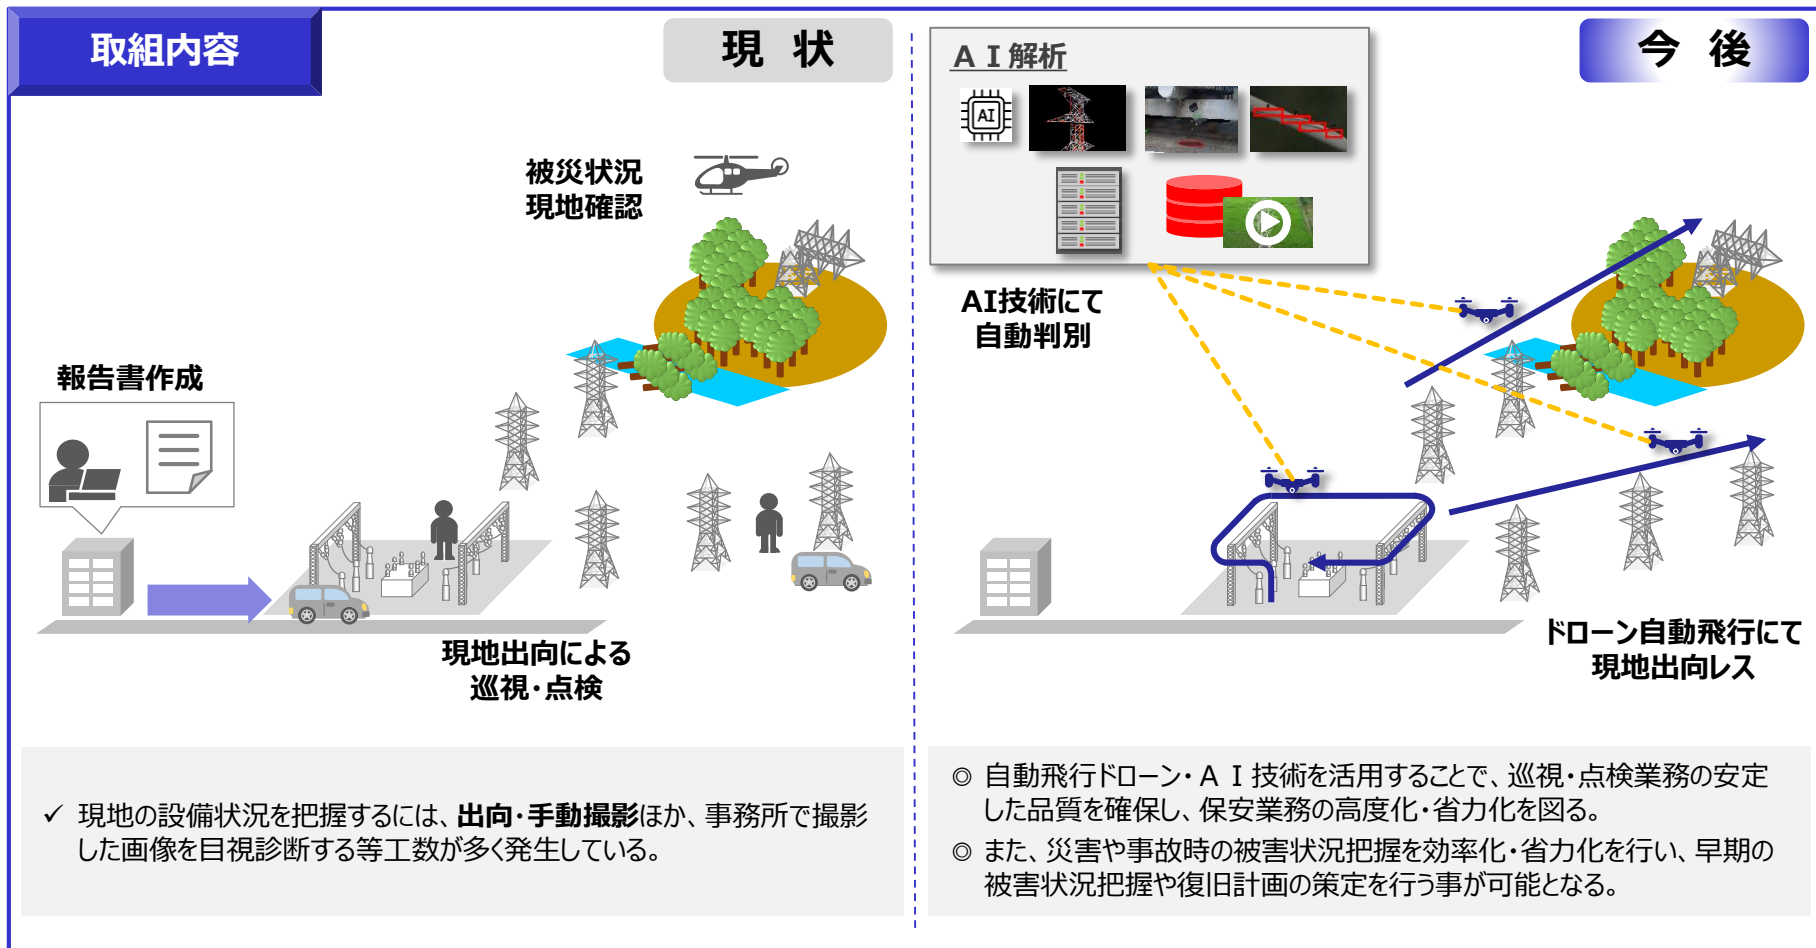 取組内容
現 状
被災状況
現地確認
報告書作成
現地出向による
巡視・点検
✓ 現地の設備状況を把握するには、出向・手動撮影ほか、事務所で撮影
した画像を目視診断する等工数が多く発生している。
今 後
ＡＩ解析
AI
AI技術にて
自動判別
ドローン自動飛行にて
現地出向レス
◎ 自動飛行ドローン・ＡＩ技術を活用することで、巡視・点検業務の安定
した品質を確保し、保安業務の高度化・省力化を図る。
◎ また、災害や事故時の被害状況把握を効率化・省力化を行い、早期の
被害状況把握や復旧計画の策定を行う事が可能となる。